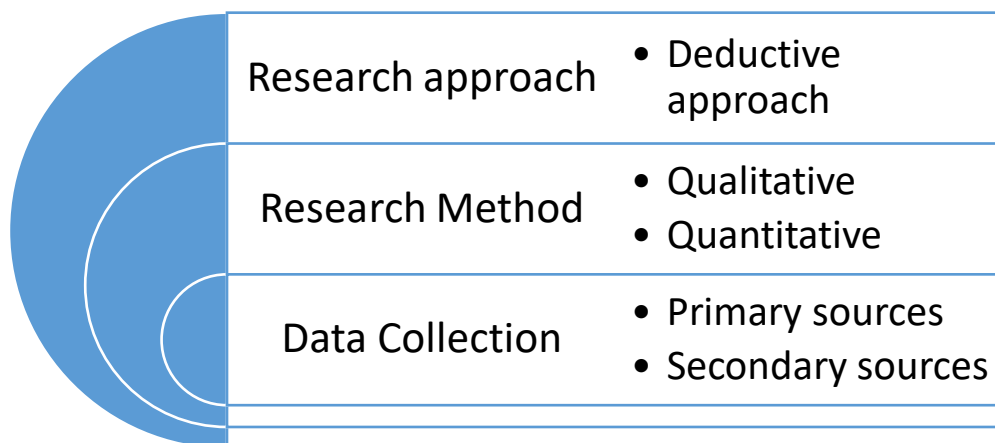 Research approach
• Deductive
approach
Research Method
• Qualitative
• Quantitative
Data Collection
• Primary sources
• Secondary sources